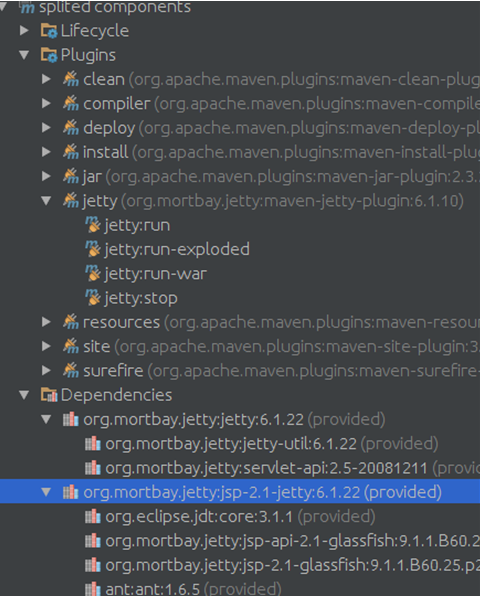 splited components
Lifecycle
Plugins
clean (org.apache.maven.plugins:maven-clean-plug
compiler (org.apache.maven.plugins:maven-compile
deploy (org.apache.maven.plugins:maven-deploy-pl
install (org.apache.maven.plugins:maven-install-plug
jar (org.apache.maven.plugins:maven-jar-plugin:2.3.
jetty (org.mortbay.jetty:maven-jetty-plugin:6.1.10)
jetty:run
jetty:run-exploded
jetty:run-war
jetty:stop
resources (org.apache.maven.plugins:maven-resour
site (org.apache.maven.plugins:maven-site-plugin:3.
surefire (org.apache.maven.plugins:maven-surefire-
Dependencies
org.mortbay.jetty:jetty:6.1.22 (provided)
org.mortbay.jetty:jetty-util:6.1.22 (provided)
org.mortbay.jetty:servlet-api:2.5-20081211 (provid
org.mortbay.jetty:jsp-2.1-jetty:6.1.22 (provided)
org.eclipse.jdt:core:3.1.1 (provided)
org.mortbay.jetty:jsp-api-2.1-glassfish:9.1.1.B60.2
org.mortbay.jetty:jsp-2.1-glassfish:9.1.1.B60.25.p2
ant:ant:1.6.5 (provided)